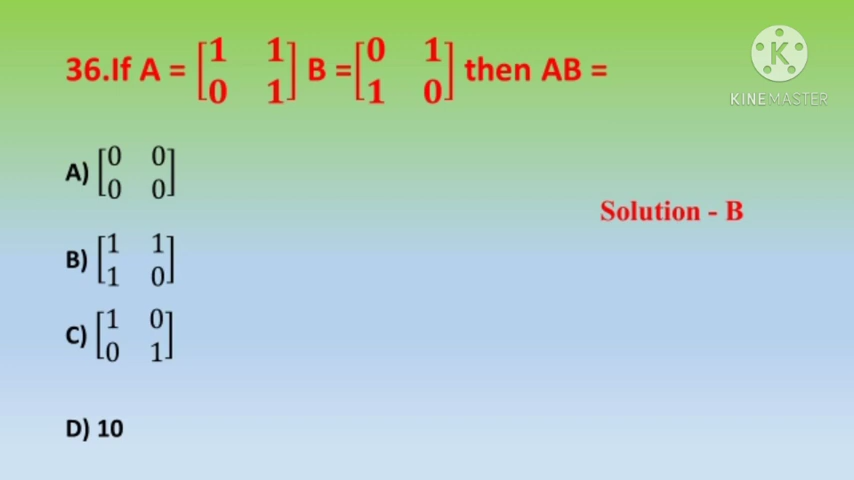 36.If A = [1 1 0 1] B =[0 1 1 0] then AB =
KINEMASTER
A) [0 0 0 0]
Solution - B
B) [1 1 1 0]
C) [1 0 0 1]
D) 10